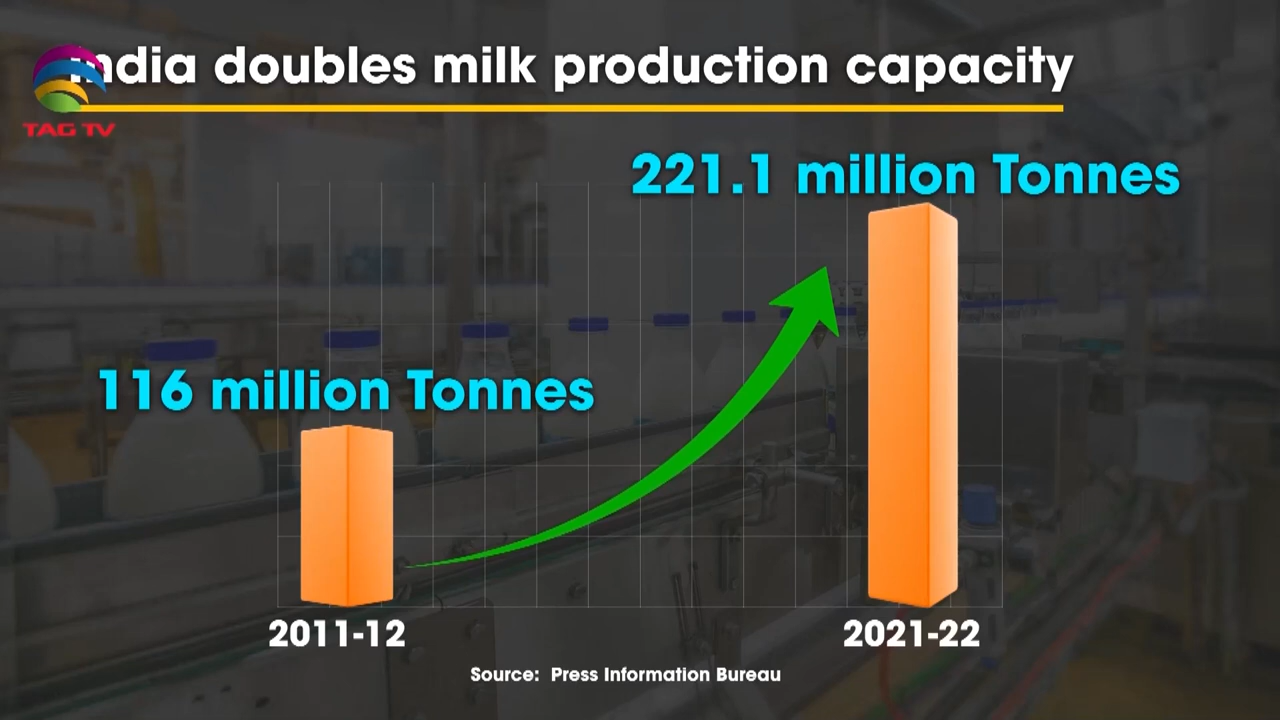 india doubles milk production capacity
TAG TV
221.1 million Tonnes
116 million Tonnes
2011-12
2021-22
Source: Press Information Bureau